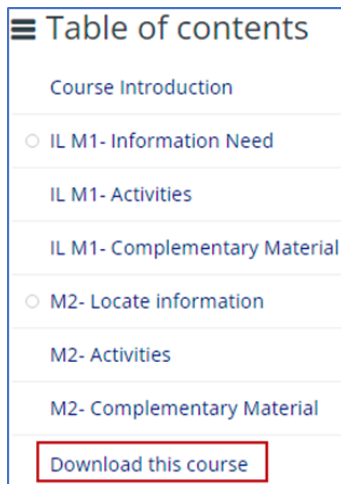 Table of contents
Course Introduction
IL M1- Information Need
IL M1- Activities
IL M1- Complementary Material
M2- Locate information
M2- Activities
M2- Complementary Material
Download this course